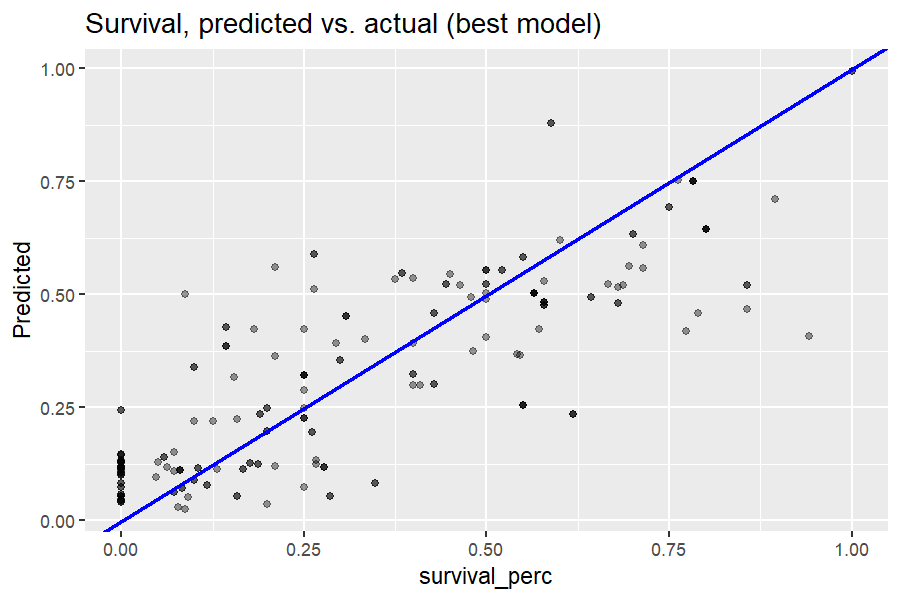 Survival, predicted vs. actual (best model)
1.00
0.75
Predicted
0.50
0.25
0.00
0.00 0.25 0.50 0.75 1.00
survival_perc